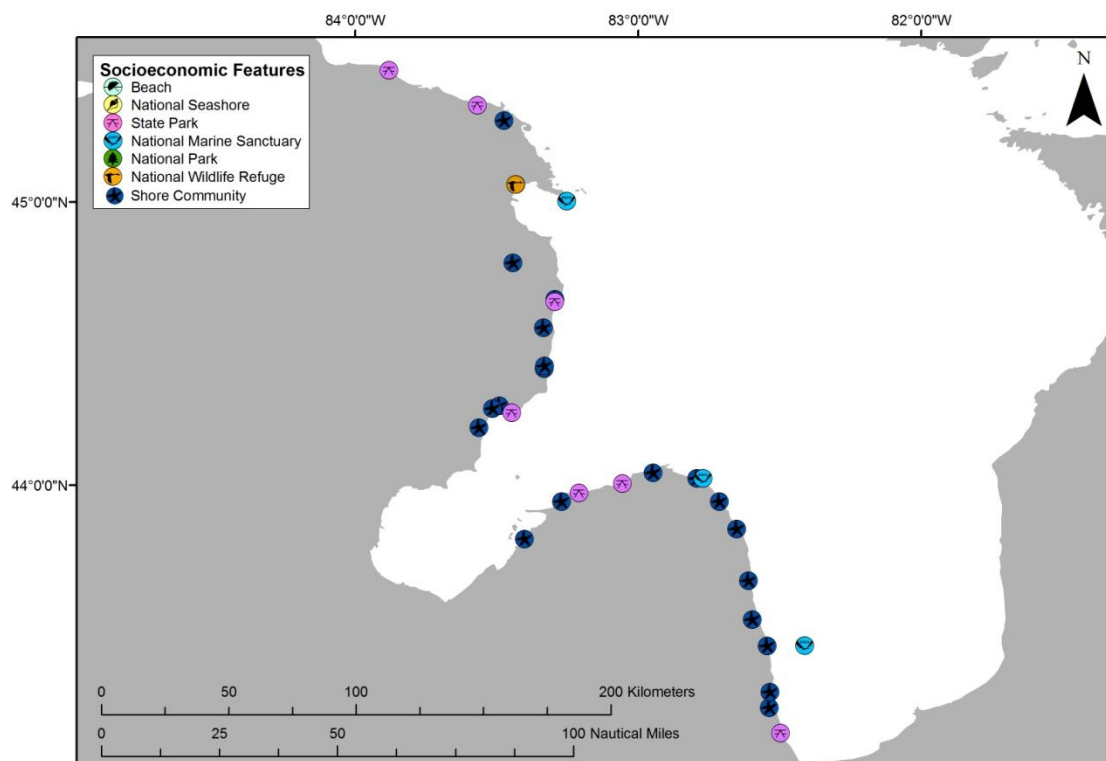 84°0'0"W 83°0'0"W 82°0'0"W
N
Socioeconomic Features
Beach
National Seashore
State Park
National Marine Sanctuary
National Park
National Wildlife Refuge
Shore Community
45°0'0"N
44°0'0"N
0 50 100 200 Kilometers
0 25 50 100 Nautical Miles